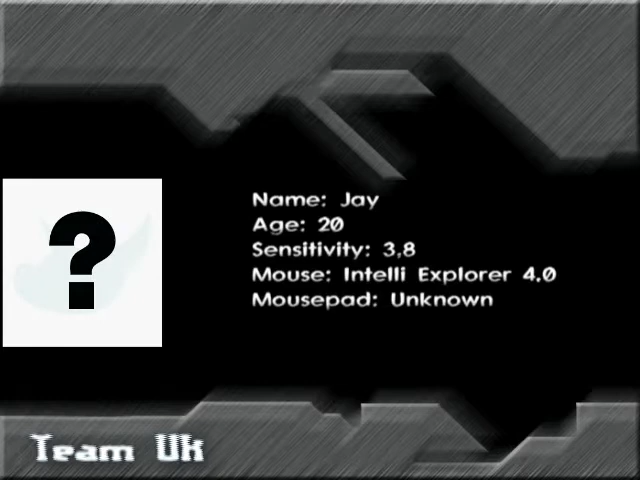 Name: Jay
Age: 20
Sensitivity: 3,8
Mouse: Intelli Explorer 4.0
Mousepad: Unknown
?
Team Uk